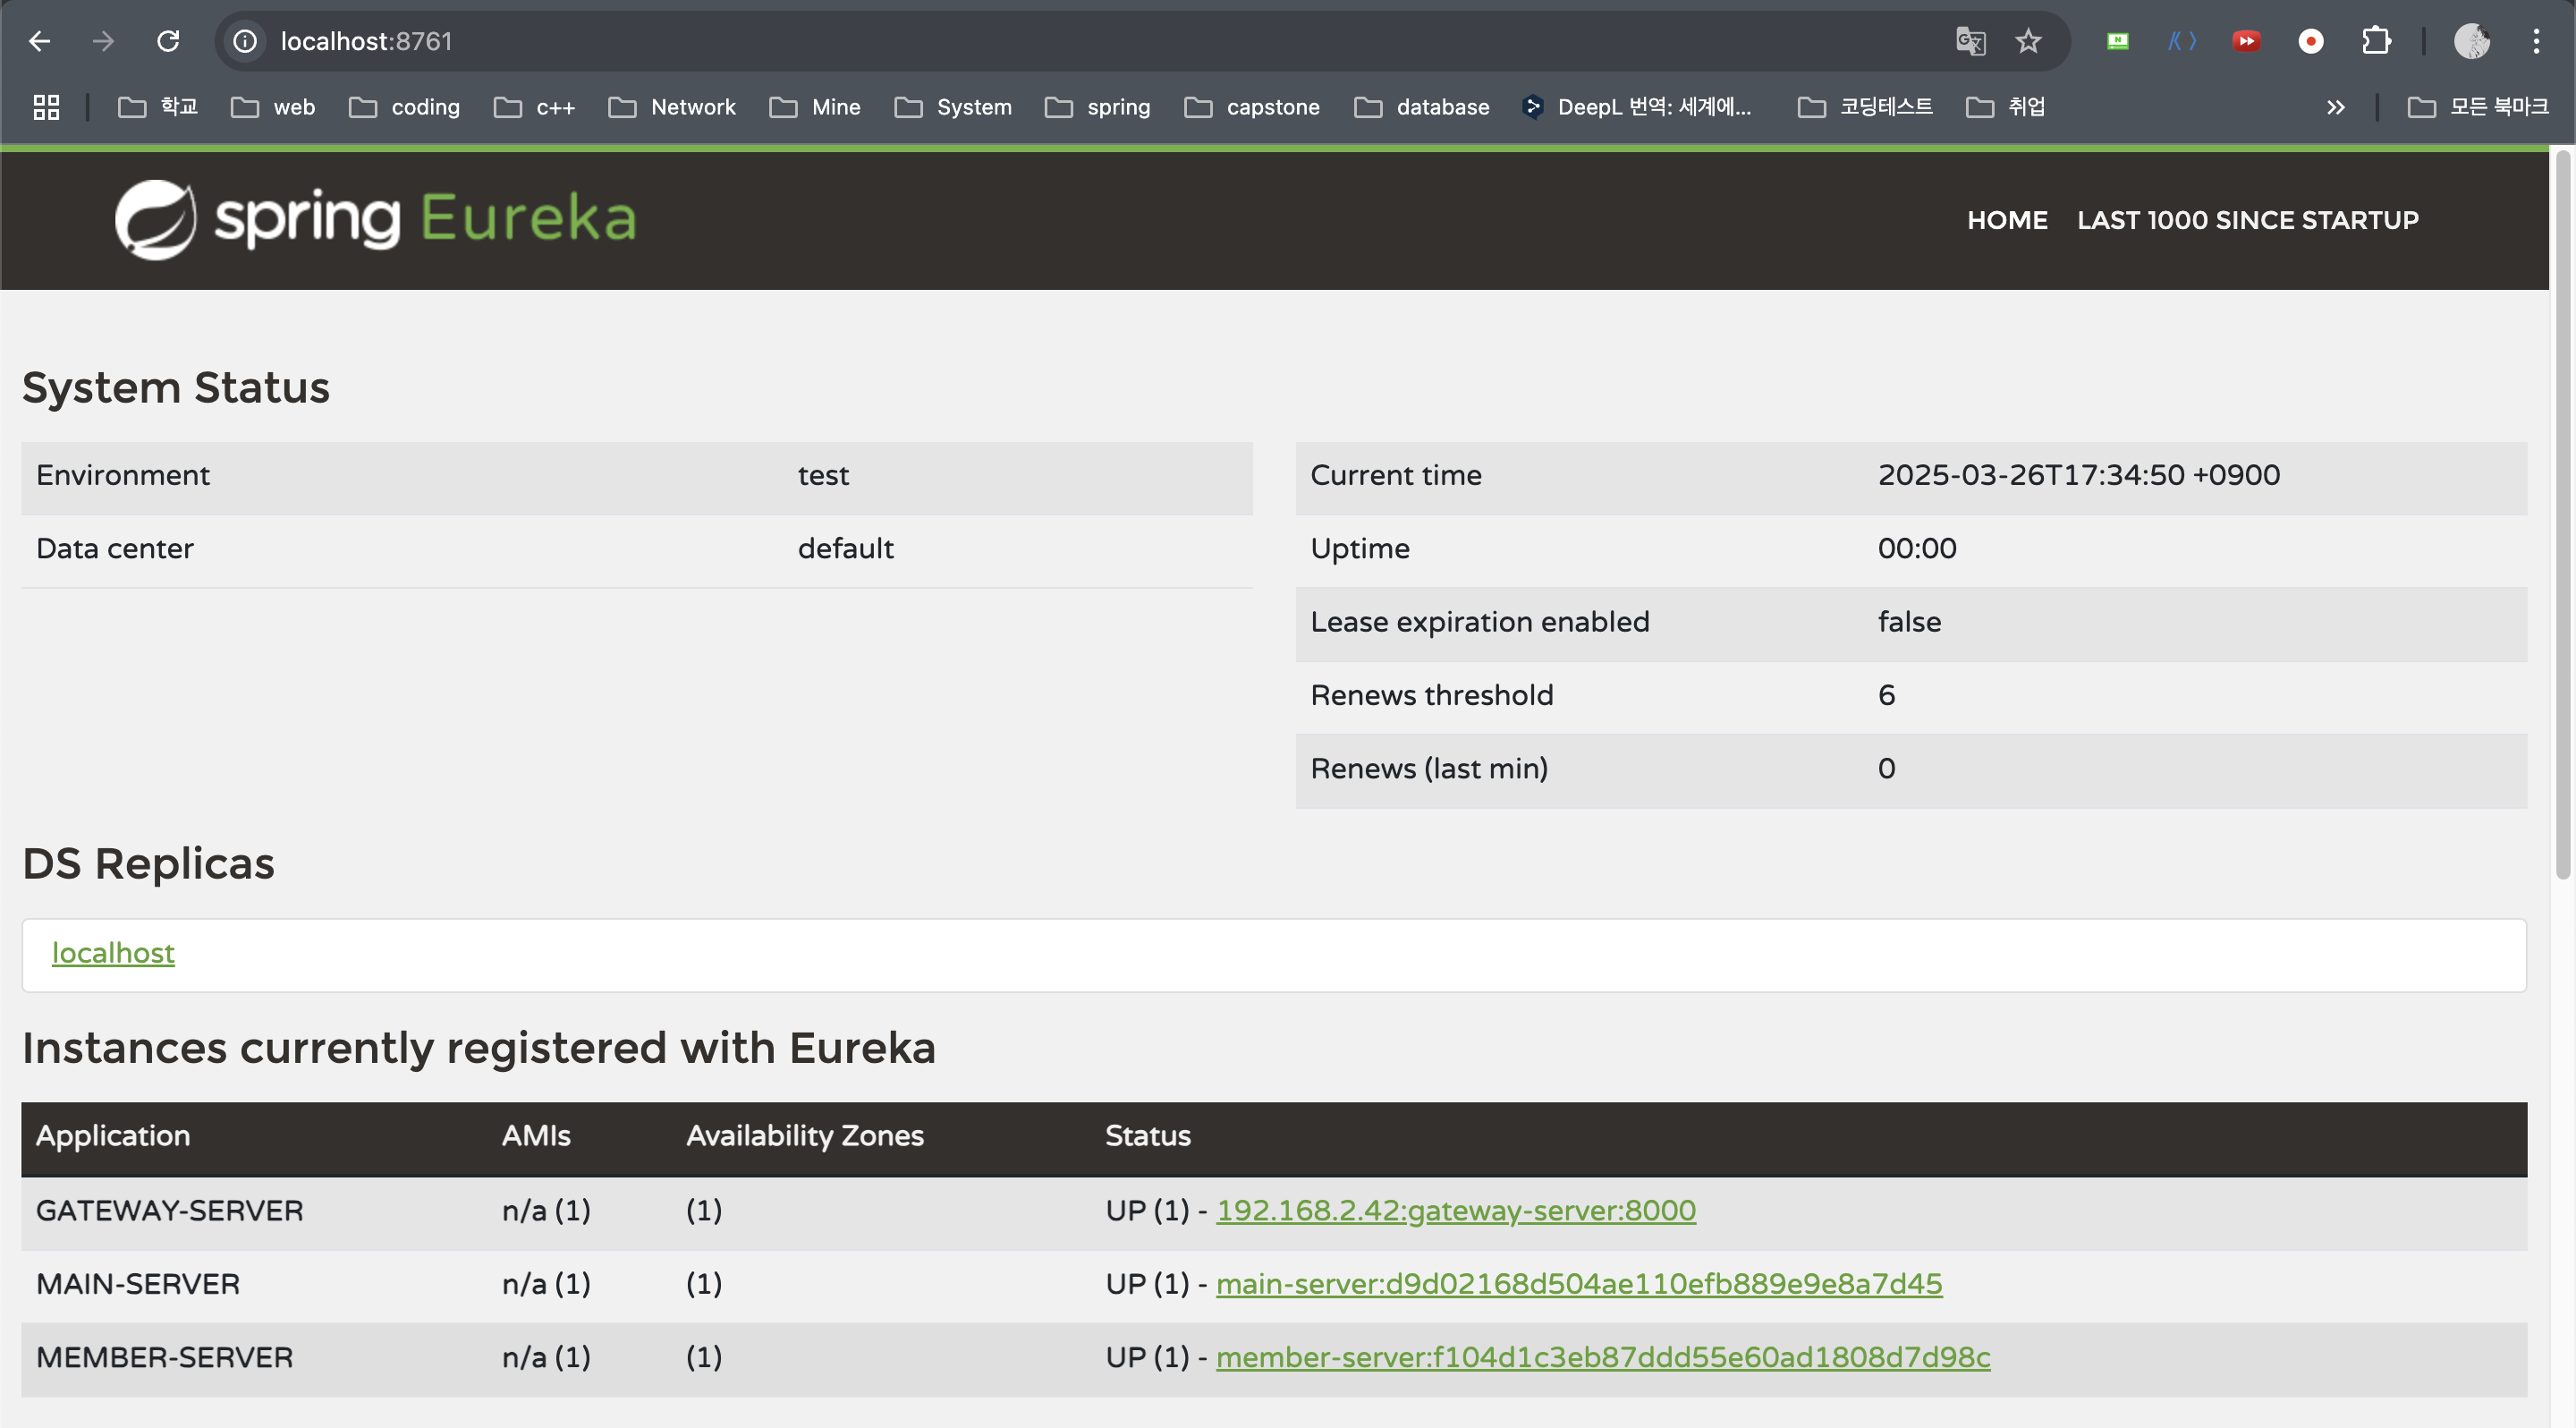 localhost:8761
학교 web coding c++ Network Mine System spring capstone database DeepL 번역: 세계에... 코딩테스트 취업 모든 북마크
spring Eureka
HOME LAST 1000 SINCE STARTUP
System Status
Environment test
Data center default
Current time 2025-03-26T17:34:50 +0900
Uptime 00:00
Lease expiration enabled false
Renews threshold 6
Renews (last min) 0
DS Replicas
localhost
Instances currently registered with Eureka
Application AMIs Availability Zones Status
GATEWAY-SERVER n/a (1) (1) UP (1) - 192.168.2.42:gateway-server:8000
MAIN-SERVER n/a (1) (1) UP (1) - main-server:d9d02168d504ae110efb889e9e8a7d45
MEMBER-SERVER n/a (1) (1) UP (1) - member-server:f104d1c3eb87ddd55e60ad1808d7d98c